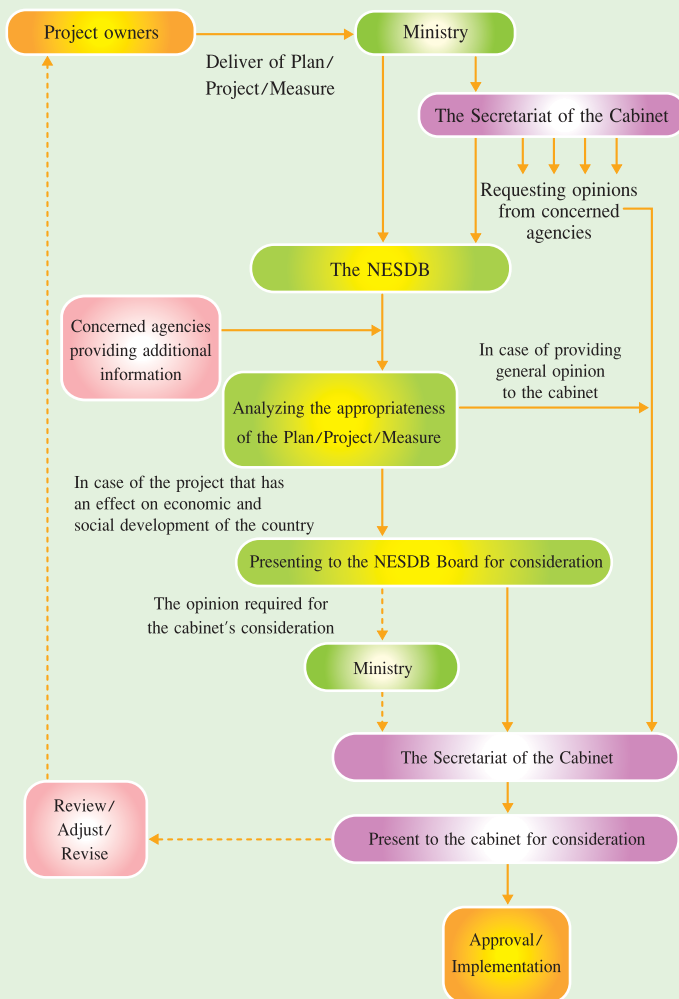 Project owners
Ministry
Deliver of Plan/
Project/Measure
The Secretariat of the Cabinet
Requesting opinions
from concerned
agencies
The NESDB
Concerned agencies
providing additional
information
In case of providing
general opinion
to the cabinet
Analyzing the appropriateness
of the Plan/Project/Measure
In case of the project that has
an effect on economic and
social development of the country
Presenting to the NESDB Board for consideration
The opinion required for
the cabinet's consideration
Ministry
The Secretariat of the Cabinet
Review/
Adjust/
Revise
Present to the cabinet for consideration
Approval/
Implementation